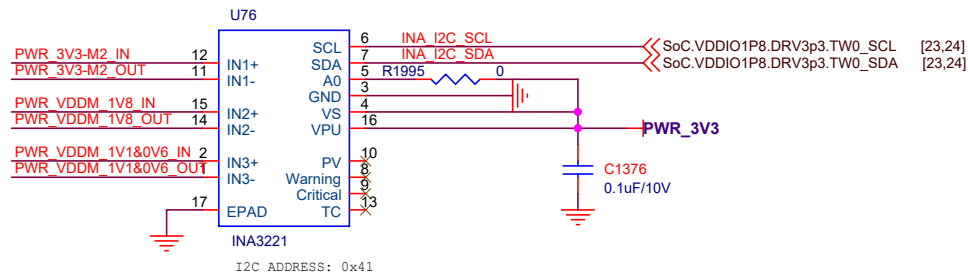 U76
PWR_3V3-M2_IN 12 IN1+ SCL 6 INA_I2C_SCL SoC.VDDIO1P8.DRV3p3.TW0_SCL [23,24]
PWR_3V3-M2_OUT 11 IN1- SDA 7 INA_I2C_SDA SoC.VDDIO1P8.DRV3p3.TW0_SDA [23,24]
A0 5 R1995 0
GND 3
PWR_VDDM_1V8_IN 15 IN2+ VS 4
PWR_VDDM_1V8_OUT 14 IN2- VPU 16 PWR_3V3
PWR_VDDM_1V1&0V6_IN 2 IN3+ PV 10
PWR_VDDM_1V1&0V6_OUT 1 IN3- Warning 8
Critical 9
17 EPAD TC 13
C1376
0.1uF/10V
INA3221
I2C ADDRESS: 0x41